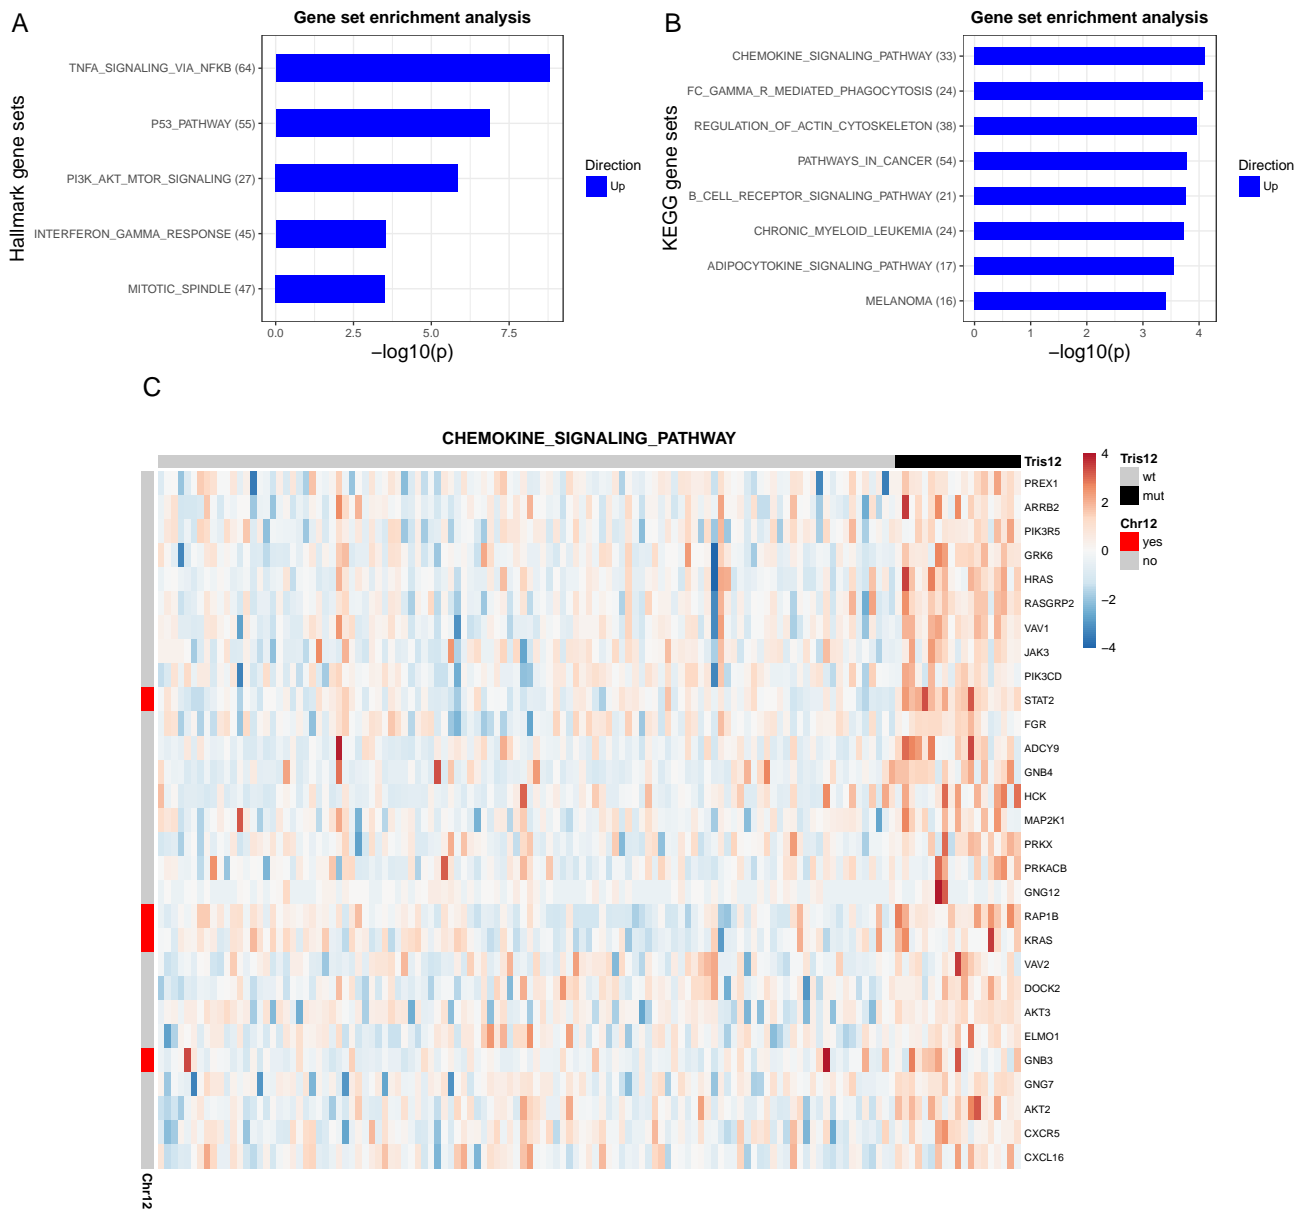 A
Gene set enrichment analysis
Hallmark gene sets
TNFA_SIGNALING_VIA_NFKB (64)
P53_PATHWAY (55)
PI3K_AKT_MTOR_SIGNALING (27)
INTERFERON_GAMMA_RESPONSE (45)
MITOTIC_SPINDLE (47)
0.0 2.5 5.0 7.5
−log10(p)
Direction
Up
B
Gene set enrichment analysis
KEGG gene sets
CHEMOKINE_SIGNALING_PATHWAY (33)
FC_GAMMA_R_MEDIATED_PHAGOCYTOSIS (24)
REGULATION_OF_ACTIN_CYTOSKELETON (38)
PATHWAYS_IN_CANCER (54)
B_CELL_RECEPTOR_SIGNALING_PATHWAY (21)
CHRONIC_MYELOID_LEUKEMIA (24)
ADIPOCYTOKINE_SIGNALING_PATHWAY (17)
MELANOMA (16)
0 1 2 3 4
−log10(p)
Direction
Up
C
CHEMOKINE_SIGNALING_PATHWAY
Tris12
PREX1
ARRB2
PIK3R5
GRK6
HRAS
RASGRP2
VAV1
JAK3
PIK3CD
STAT2
FGR
ADCY9
GNB4
HCK
MAP2K1
PRKX
PRKACB
GNG12
RAP1B
KRAS
VAV2
DOCK2
AKT3
ELMO1
GNB3
GNG7
AKT2
CXCR5
CXCL16
Chr12
4
2
0
−2
−4
Tris12
wt
mut
Chr12
yes
no